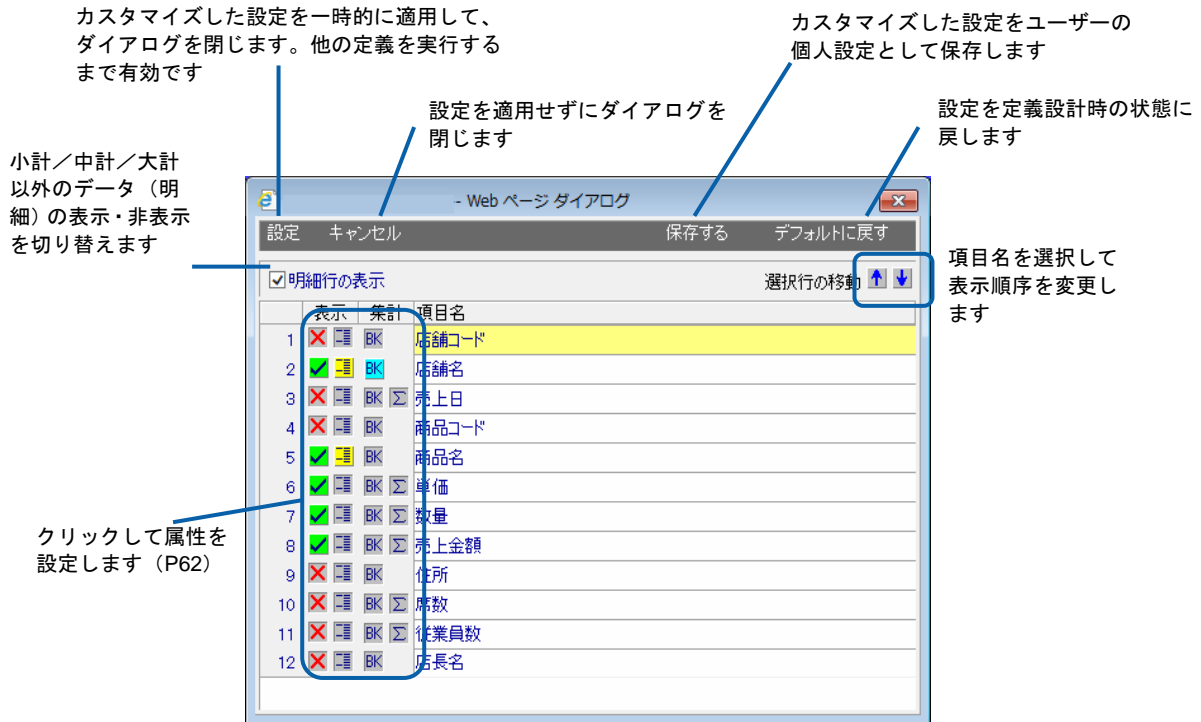 カスタマイズした設定を一時的に適用して、
ダイアログを閉じます。他の定義を実行する
まで有効です
カスタマイズした設定をユーザーの
個人設定として保存します
設定を適用せずにダイアログを
閉じます
設定を定義設計時の状態に
戻します
小計／中計／大計
以外のデータ（明
細）の表示・非表示
を切り替えます
- Web ページ ダイアログ
設定 キャンセル 保存する デフォルトに戻す
明細行の表示 選択行の移動
項目名を選択して
表示順序を変更し
ます
表示 集計 項目名
1 BK 店舗コード
2 BK 店舗名
3 BK Σ 売上日
4 BK 商品コード
5 BK 商品名
6 BK Σ 単価
7 BK Σ 数量
8 BK Σ 売上金額
9 BK 住所
10 BK Σ 席数
11 BK Σ 従業員数
12 BK 店長名
クリックして属性を
設定します（P62）